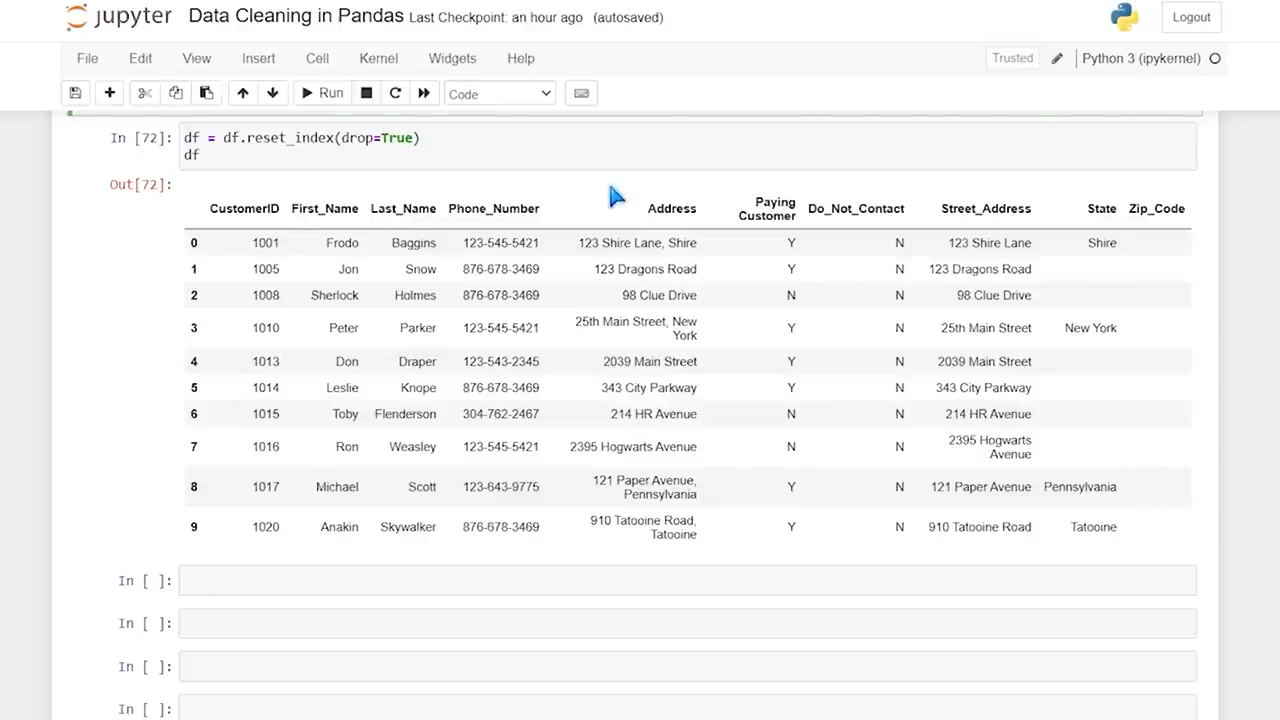 jupyter Data Cleaning in Pandas Last Checkpoint: an hour ago (autosaved) Logout
File Edit View Insert Cell Kernel Widgets Help Trusted Python 3 (ipykernel)
Run Code
In [72]: df = df.reset_index(drop=True)
df
Out[72]:
CustomerID First_Name Last_Name Phone_Number Address Paying Customer Do_Not_Contact Street_Address State Zip_Code
0 1001 Frodo Baggins 123-545-5421 123 Shire Lane, Shire Y N 123 Shire Lane Shire
1 1005 Jon Snow 876-678-3469 123 Dragons Road Y N 123 Dragons Road
2 1008 Sherlock Holmes 876-678-3469 98 Clue Drive N N 98 Clue Drive
3 1010 Peter Parker 123-545-5421 25th Main Street, New York Y N 25th Main Street New York
4 1013 Don Draper 123-543-2345 2039 Main Street Y N 2039 Main Street
5 1014 Leslie Knope 876-678-3469 343 City Parkway Y N 343 City Parkway
6 1015 Toby Flenderson 304-762-2467 214 HR Avenue N N 214 HR Avenue
7 1016 Ron Weasley 123-545-5421 2395 Hogwarts Avenue N N 2395 Hogwarts Avenue
8 1017 Michael Scott 123-643-9775 121 Paper Avenue, Pennsylvania Y N 121 Paper Avenue Pennsylvania
9 1020 Anakin Skywalker 876-678-3469 910 Tatooine Road, Tatooine Y N 910 Tatooine Road Tatooine
In [ ]:
In [ ]:
In [ ]:
In [ ]: